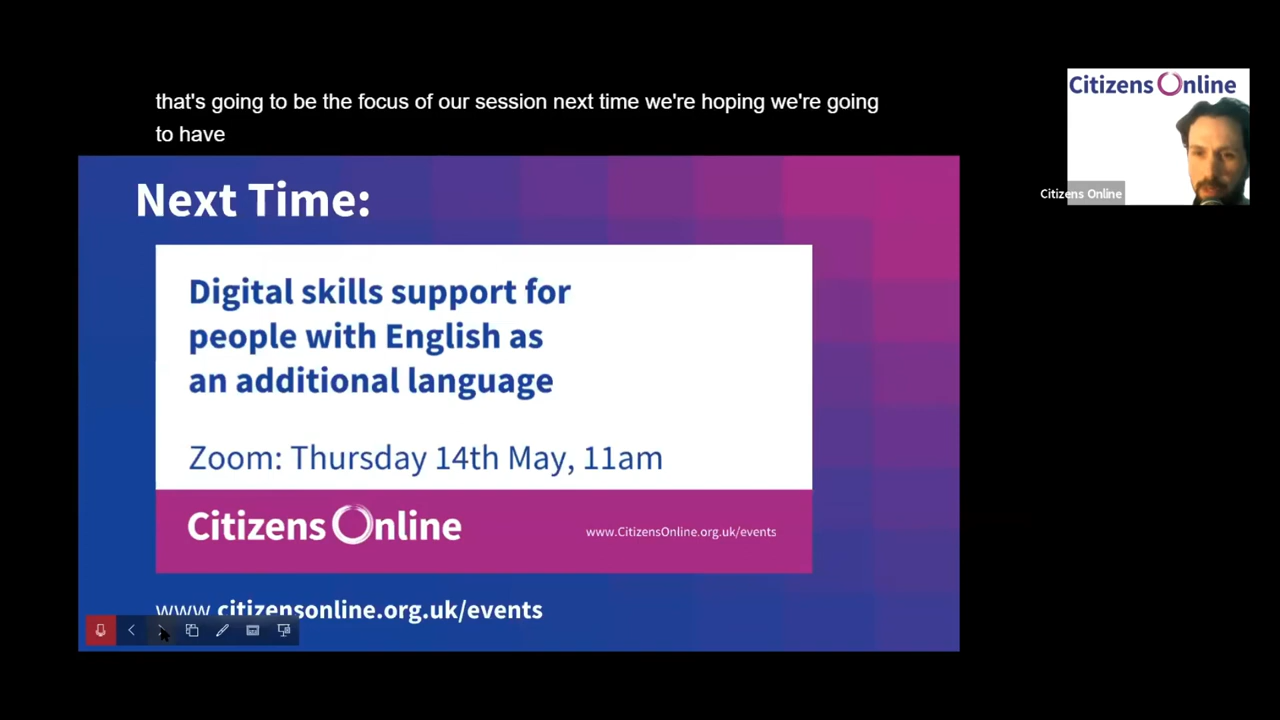 that's going to be the focus of our session next time we're hoping we're going
to have
Citizens Online
Citizens Online
Next Time:
Digital skills support for
people with English as
an additional language
Zoom: Thursday 14th May, 11am
Citizens Online
www.CitizensOnline.org.uk/events
www.citizensonline.org.uk/events